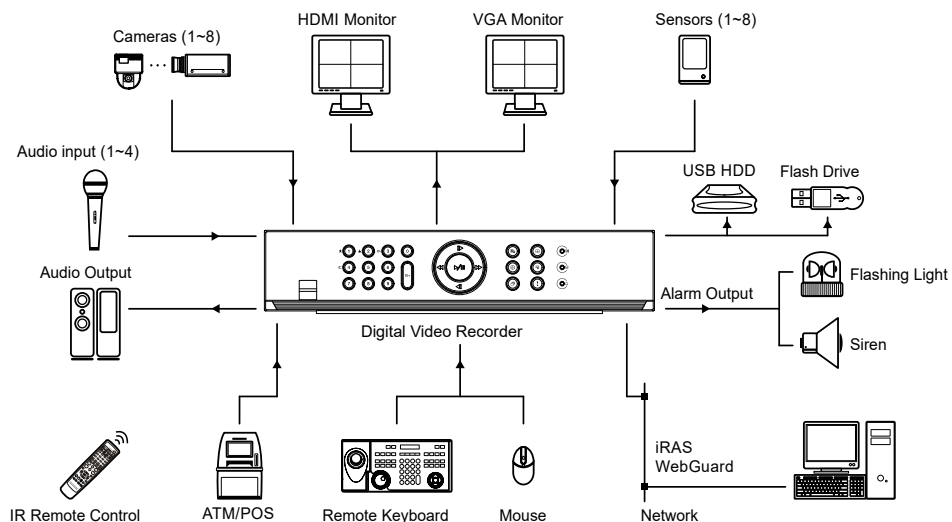 HDMI Monitor
VGA Monitor
Sensors (1~8)
Cameras (1~8)
Audio input (1~4)
USB HDD
Flash Drive
Audio Output
Alarm Output
Flashing Light
Digital Video Recorder
Siren
iRAS
WebGuard
IR Remote Control
ATM/POS
Remote Keyboard
Mouse
Network